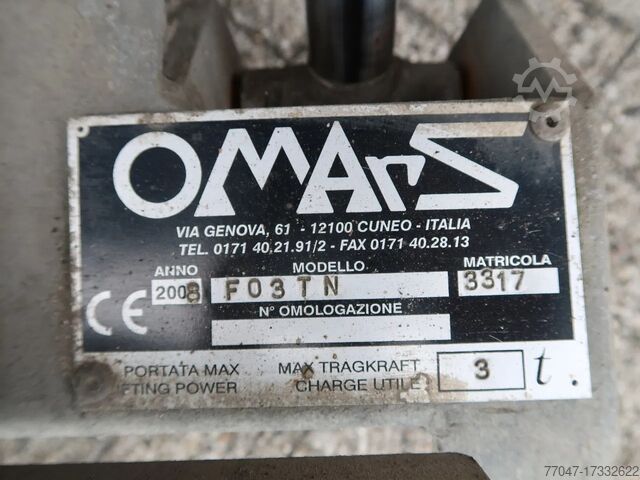 OMArS
VIA GENOVA, 61 - 12100 CUNEO - ITALIA
TEL. 0171 40.21.91/2 - FAX 0171 40.28.13
ANNO MODELLO MATRICOLA
2008 F03TN 3317
N° OMOLOGAZIONE
CE
PORTATA MAX MAX TRAGKRAFT
LIFTING POWER CHARGE UTILE 3 t.
77047-17332622